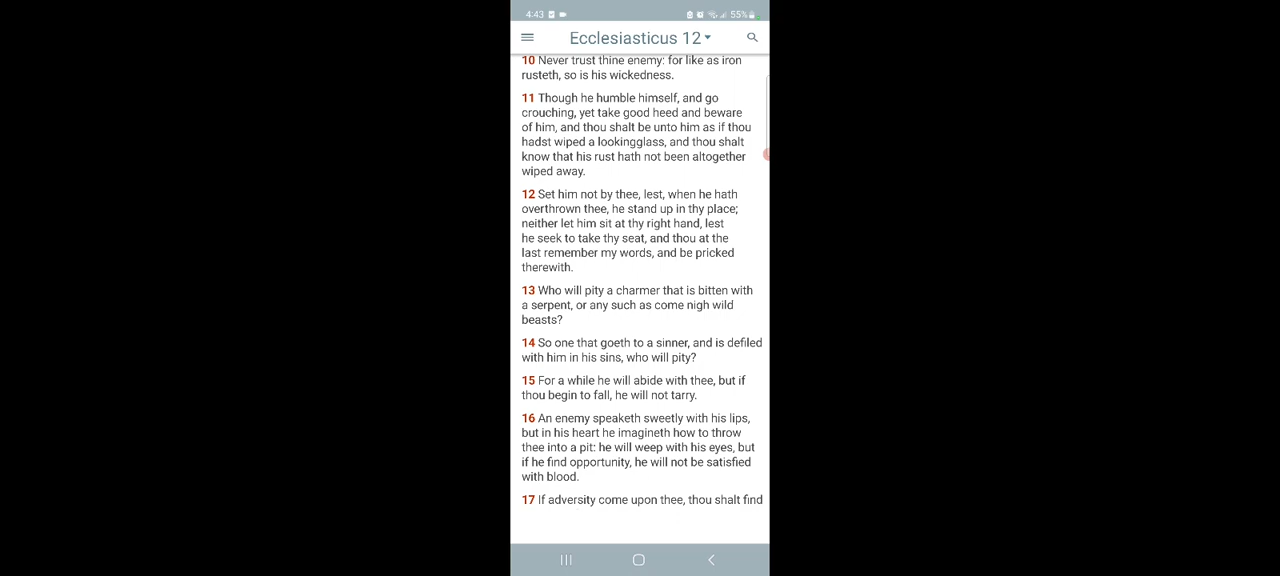 4:43 55%
Ecclesiasticus 12
10 Never trust thine enemy: for like as iron
rusteth, so is his wickedness.
11 Though he humble himself, and go
crouching, yet take good heed and beware
of him, and thou shalt be unto him as if thou
hadst wiped a lookingglass, and thou shalt
know that his rust hath not been altogether
wiped away.
12 Set him not by thee, lest, when he hath
overthrown thee, he stand up in thy place;
neither let him sit at thy right hand, lest
he seek to take thy seat, and thou at the
last remember my words, and be pricked
therewith.
13 Who will pity a charmer that is bitten with
a serpent, or any such as come nigh wild
beasts?
14 So one that goeth to a sinner, and is defiled
with him in his sins, who will pity?
15 For a while he will abide with thee, but if
thou begin to fall, he will not tarry.
16 An enemy speaketh sweetly with his lips,
but in his heart he imagineth how to throw
thee into a pit: he will weep with his eyes, but
if he find opportunity, he will not be satisfied
with blood.
17 If adversity come upon thee, thou shalt find